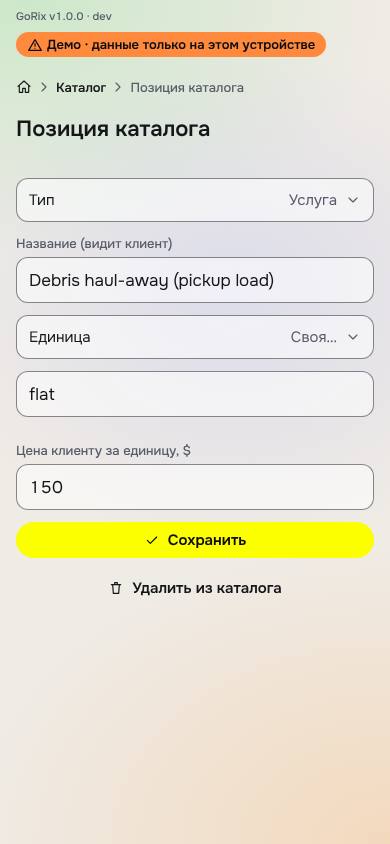 GoRix v1.0.0 · dev
Демо · данные только на этом устройстве
Каталог > Позиция каталога
Позиция каталога
Тип Услуга
Название (видит клиент)
Debris haul-away (pickup load)
Единица Своя...
flat
Цена клиенту за единицу, $
150
Сохранить
Удалить из каталога